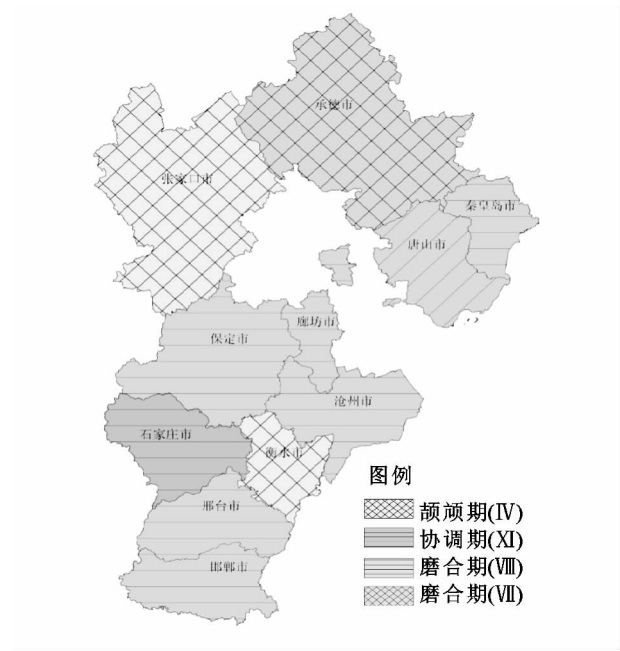 承德市
张家口市
秦皇岛市
唐山市
廊坊市
保定市
沧州市
石家庄市
衡水市
邢台市
邯郸市
图例
颉颃期(Ⅳ)
协调期(Ⅺ)
磨合期(Ⅷ)
磨合期(Ⅶ)